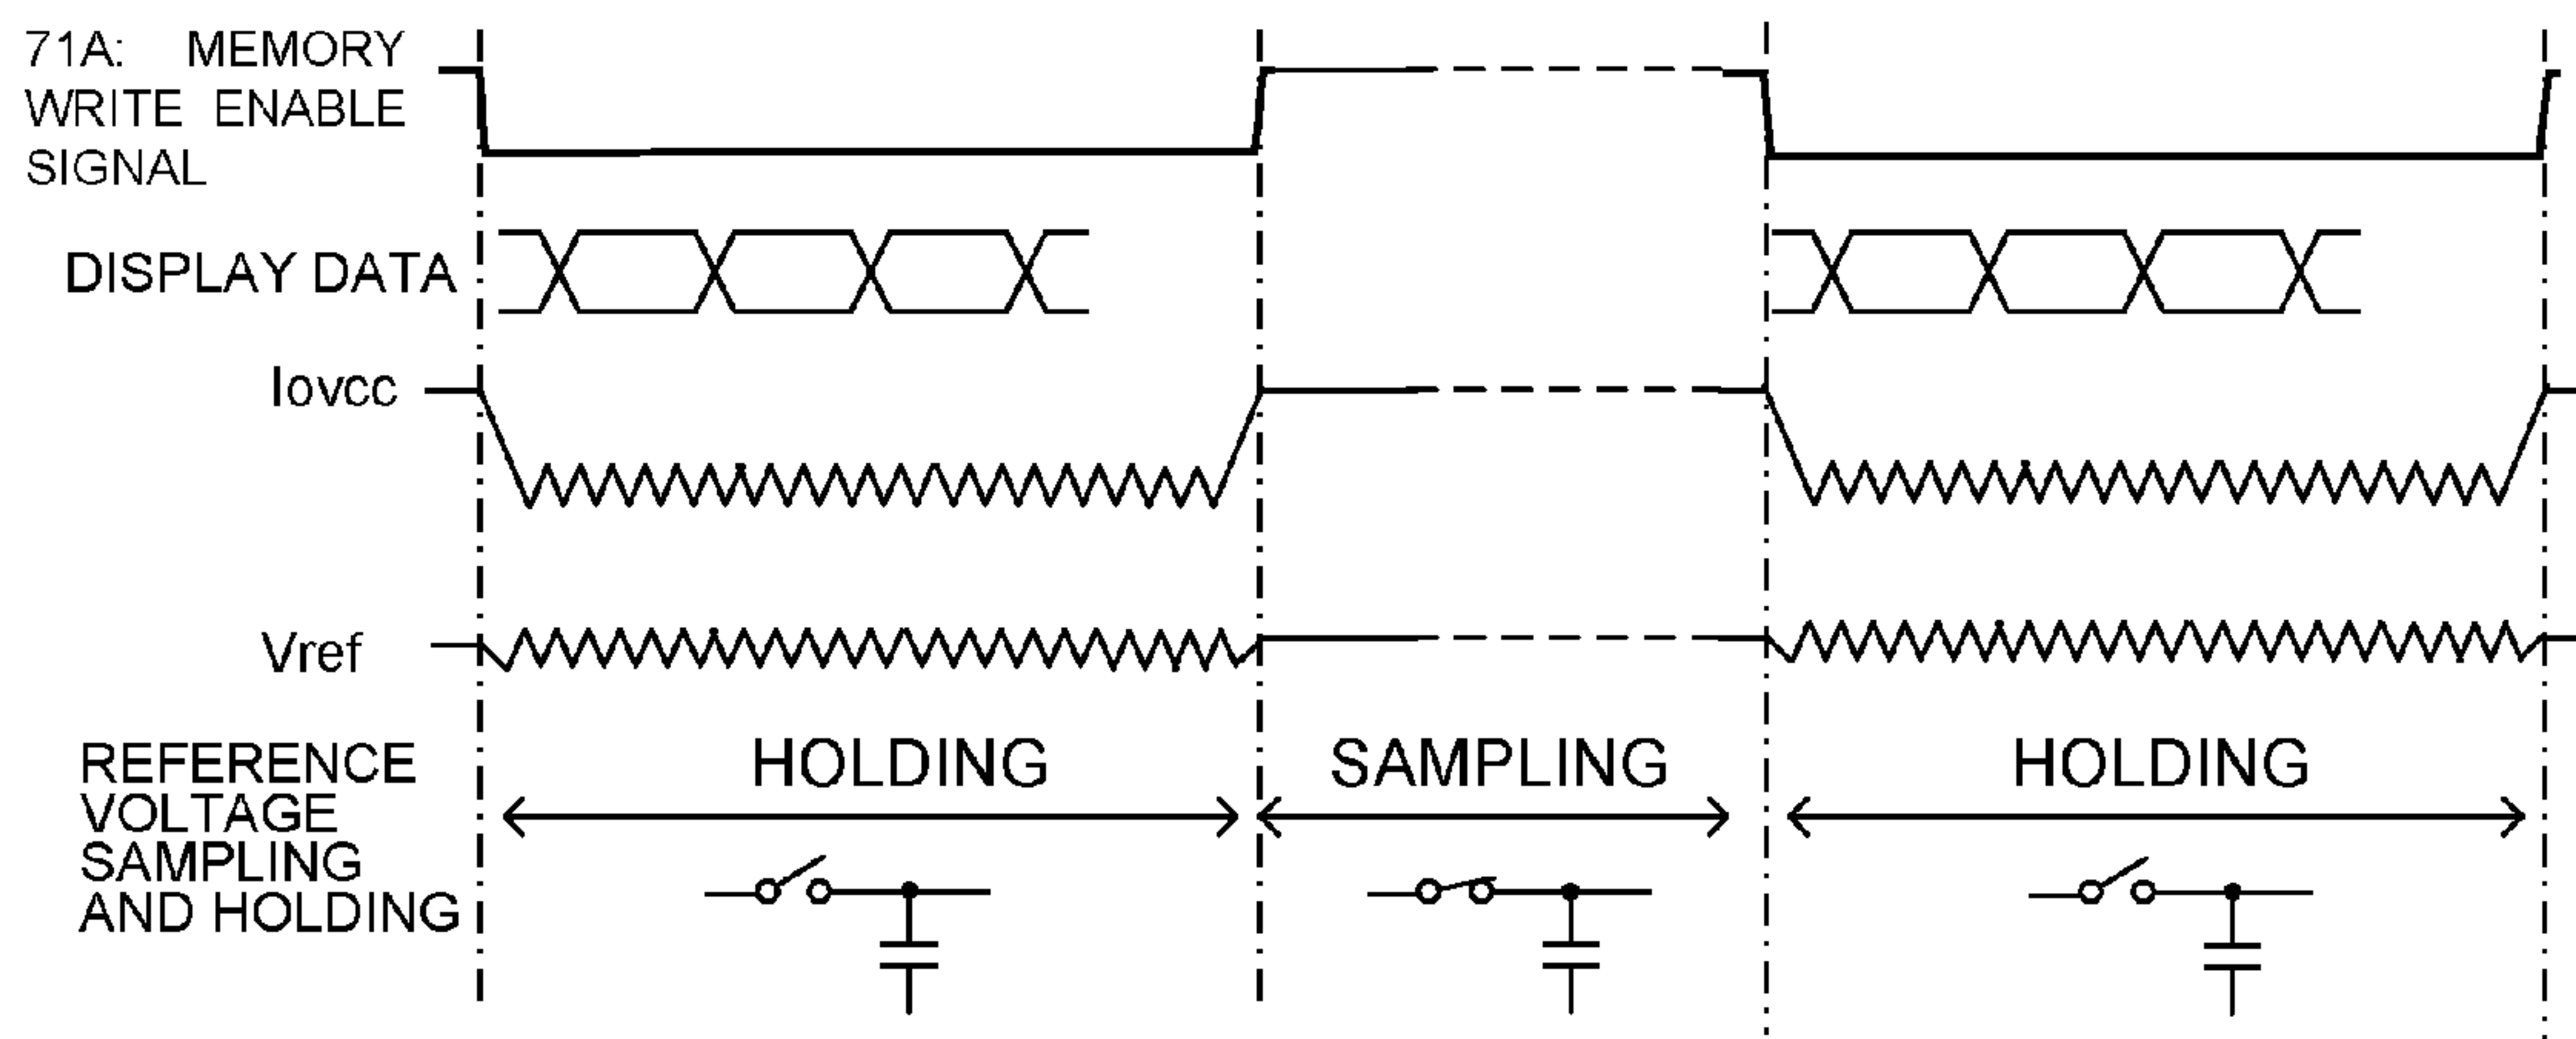 71A: MEMORY
WRITE ENABLE
SIGNAL
DISPLAY DATA
Iovcc
Vref
REFERENCE
VOLTAGE
SAMPLING
AND HOLDING
HOLDING
SAMPLING
HOLDING